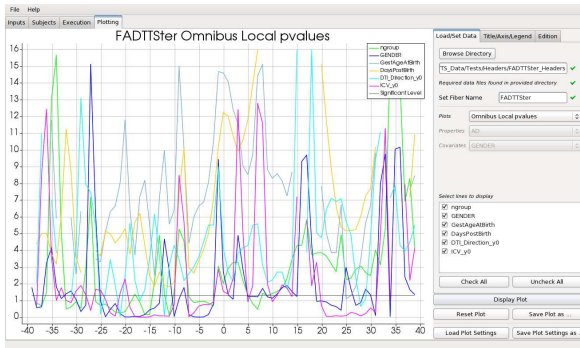 File Help
Inputs Subjects Execution Plotting
FADTTSter Omnibus Local pvalues
ngroup
GENDER
GestAgeAtBirth
DaysPostBirth
DTI_Direction_y0
ICV_y0
Significant Level
16
15
14
13
12
11
10
9
8
7
6
5
4
3
2
1
0
-40 -35 -30 -25 -20 -15 -10 -5 0 5 10 15 20 25 30 35 40
Load/Set Data Title/Axis/Legend Edition
Browse Directory
TS_Data/Tests/Headers/FADTTSter_Headers
Required data files found in provided directory
Set Fiber Name FADTTSter
Plots Omnibus Local pvalues
Properties AD
Covariates GENDER
Select lines to display
ngroup
GENDER
GestAgeAtBirth
DaysPostBirth
DTI_Direction_y0
ICV_y0
Check All Uncheck All
Display Plot
Reset Plot Save Plot as ...
Load Plot Settings Save Plot Settings as